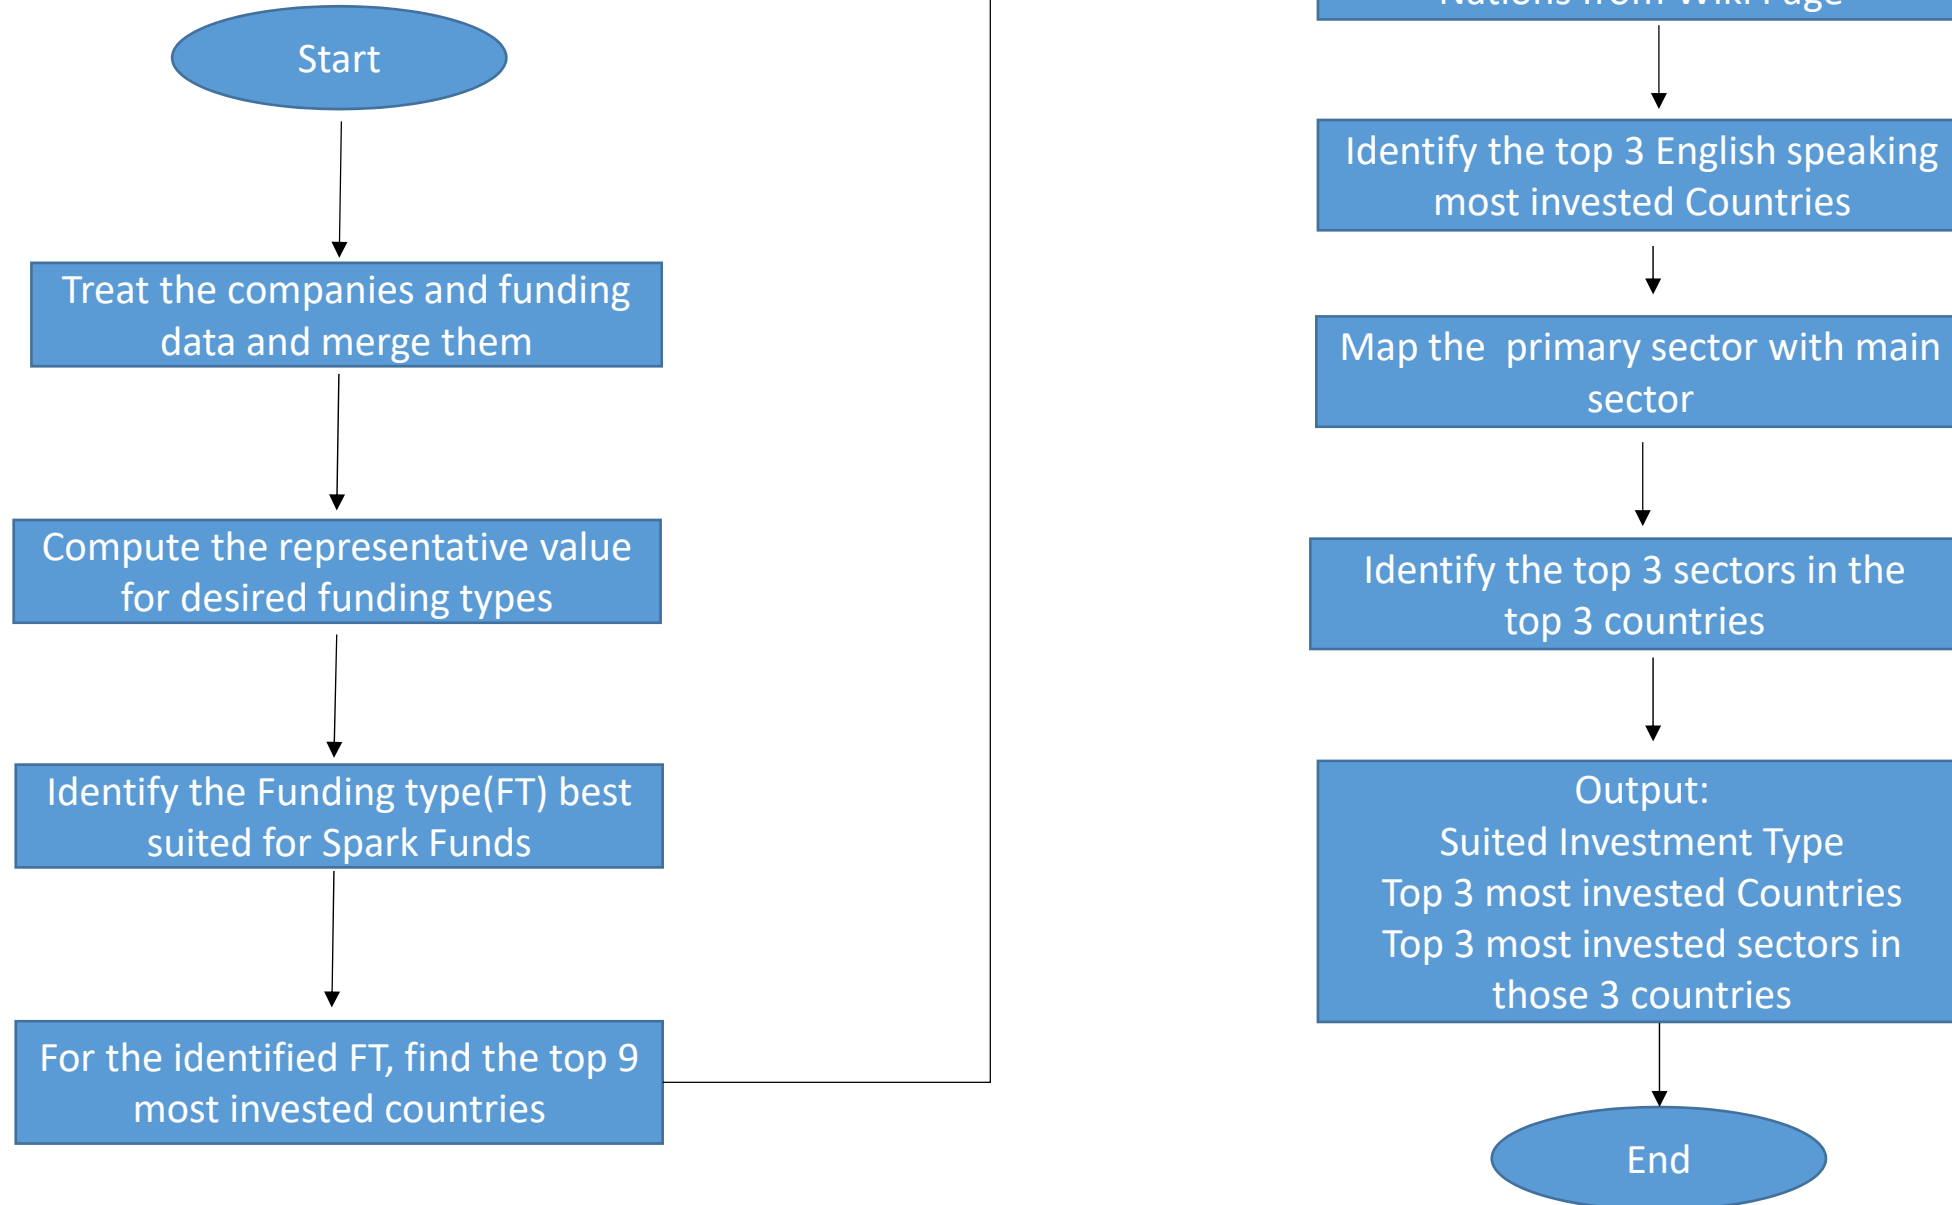 Start
Treat the companies and funding
data and merge them
Compute the representative value
for desired funding types
Identify the Funding type(FT) best
suited for Spark Funds
For the identified FT, find the top 9
most invested countries
Nations from Wiki Page
Identify the top 3 English speaking
most invested Countries
Map the  primary sector with main
sector
Identify the top 3 sectors in the
top 3 countries
Output:
Suited Investment Type
Top 3 most invested Countries
Top 3 most invested sectors in
those 3 countries
End